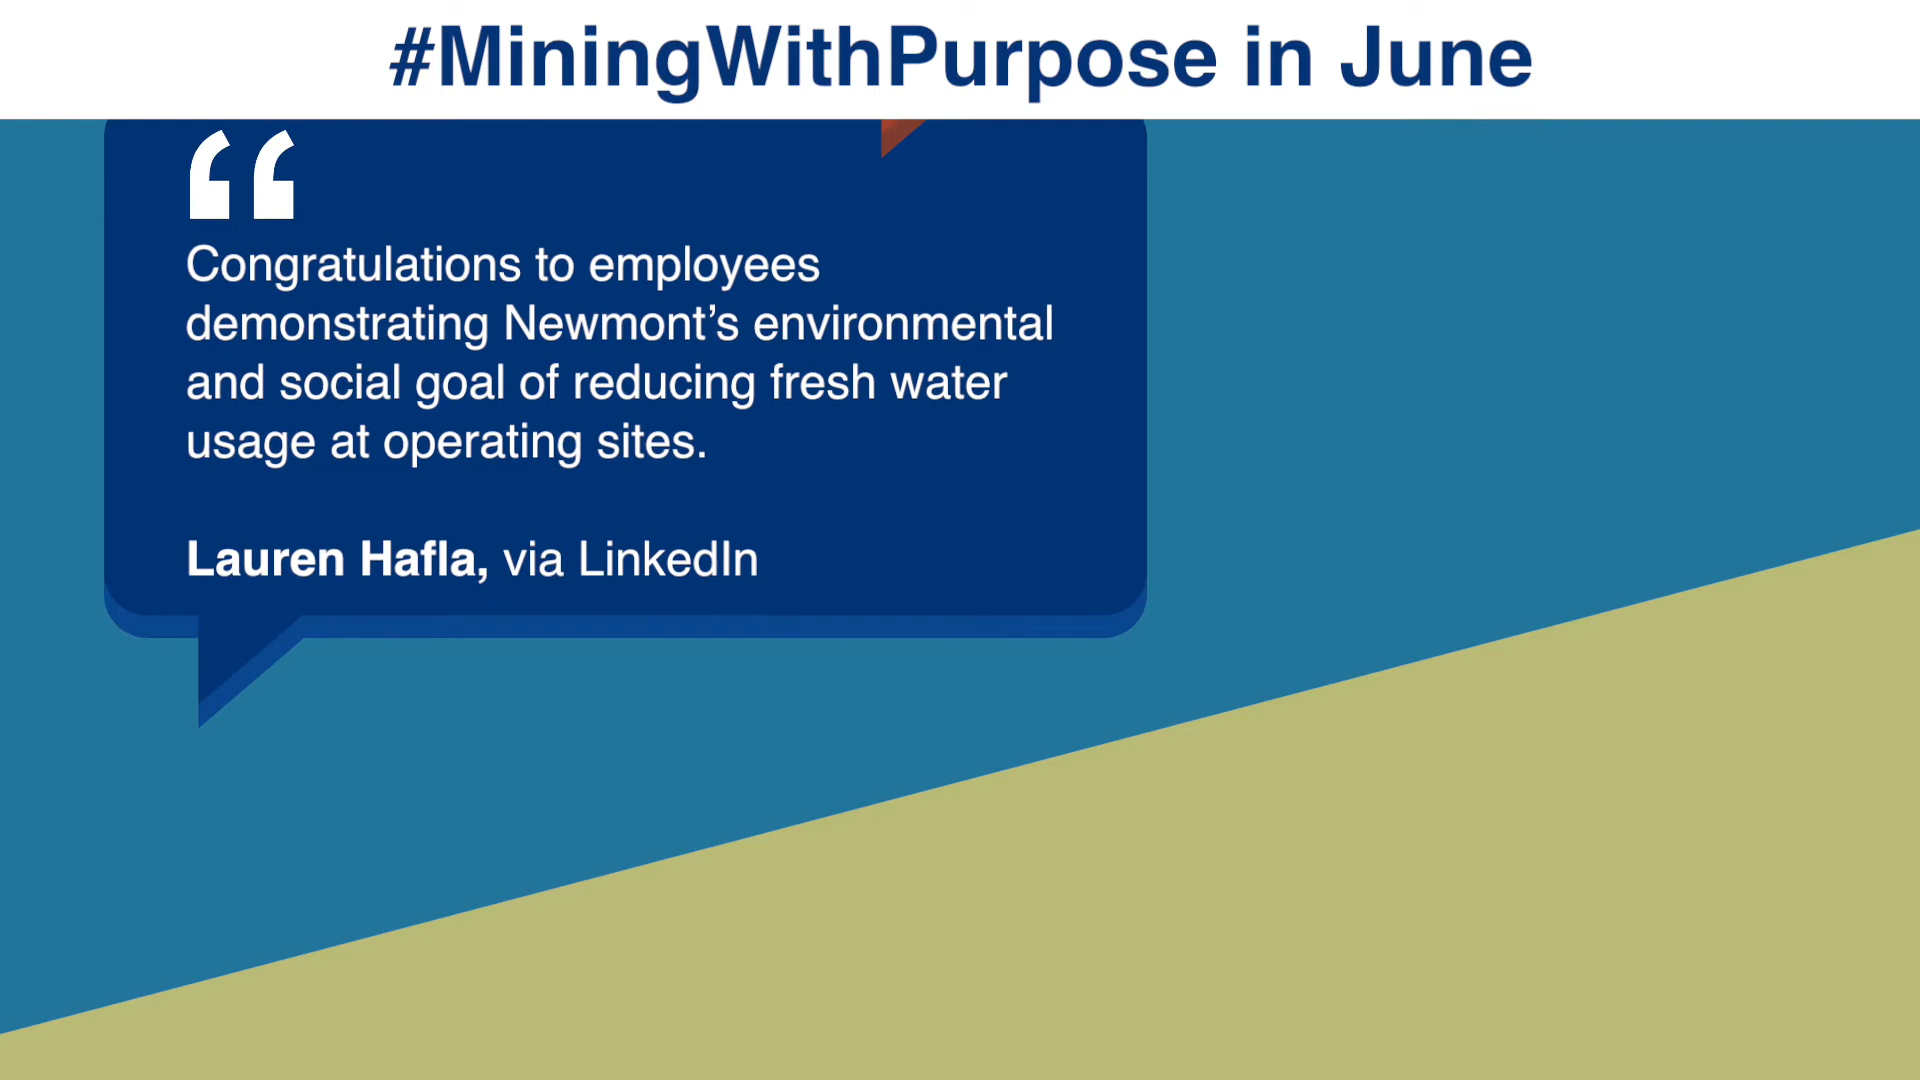 #MiningWithPurpose in June
“
Congratulations to employees
demonstrating Newmont’s environmental
and social goal of reducing fresh water
usage at operating sites.
Lauren Hafla, via LinkedIn